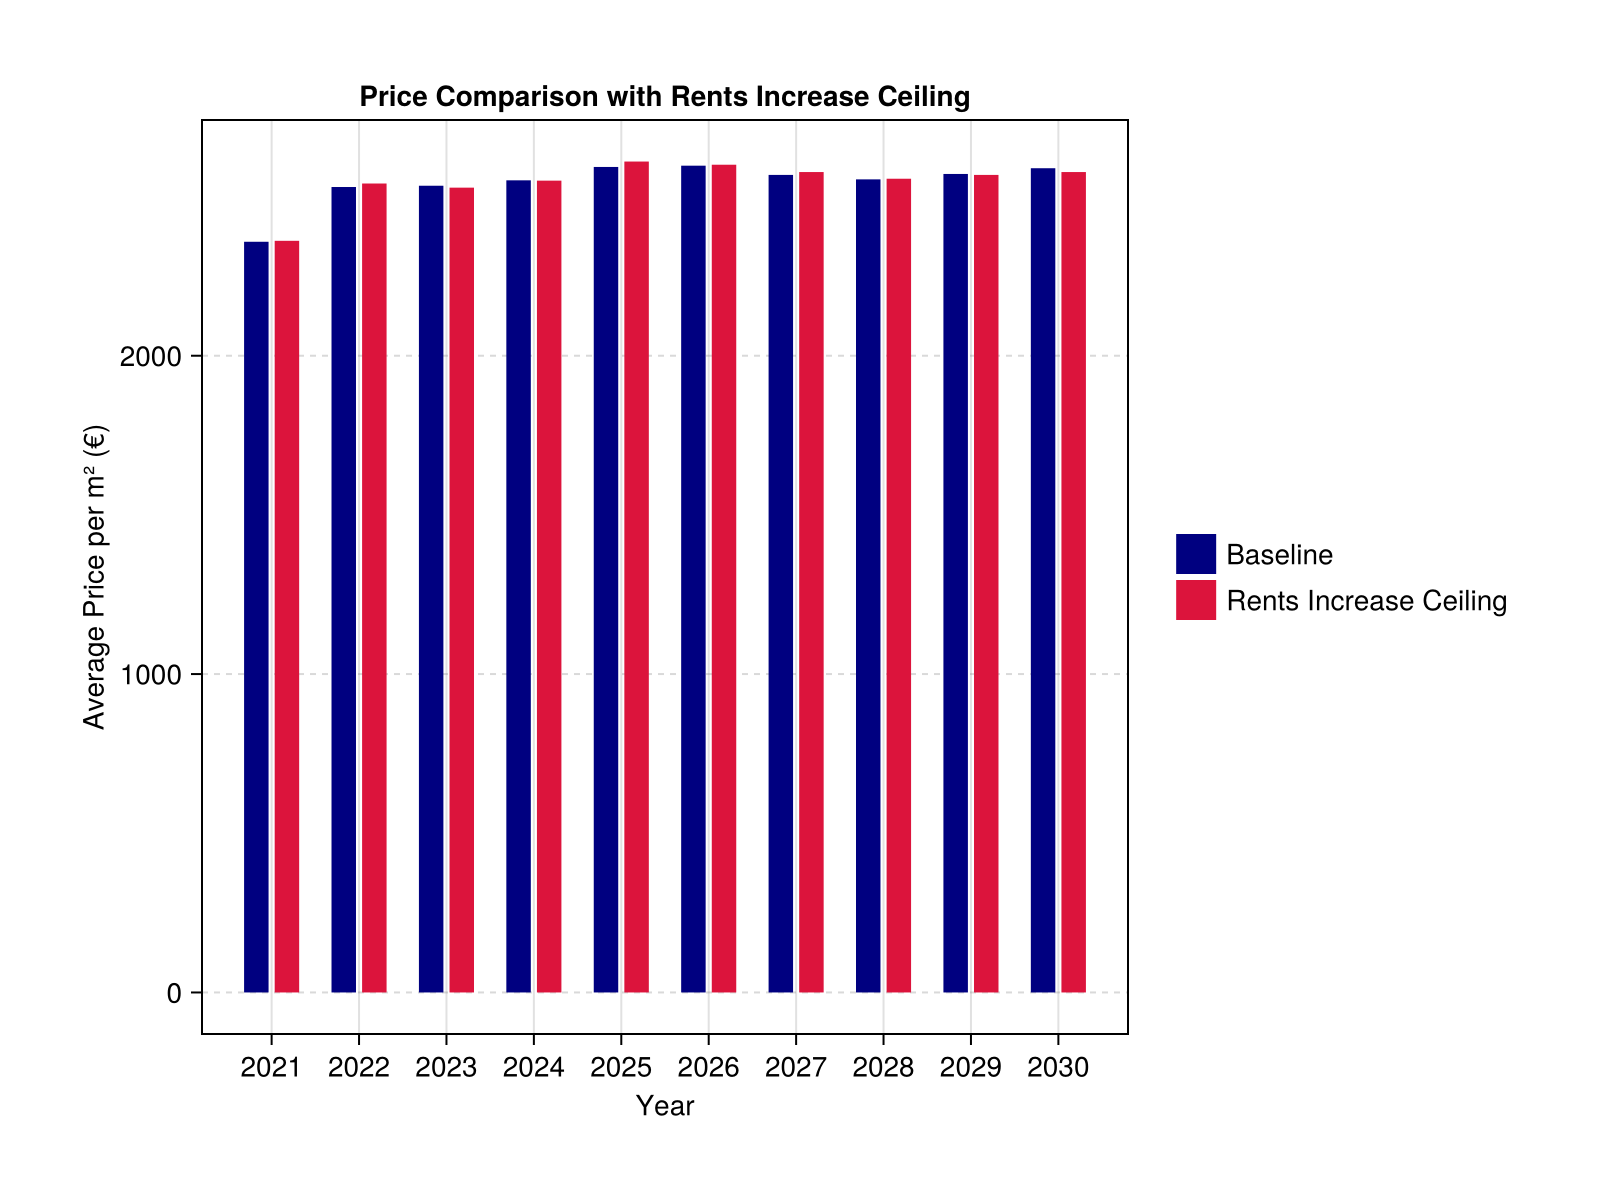 Price Comparison with Rents Increase Ceiling
Average Price per m² (€)
2000
1000
0
2021 2022 2023 2024 2025 2026 2027 2028 2029 2030
Year
Baseline
Rents Increase Ceiling